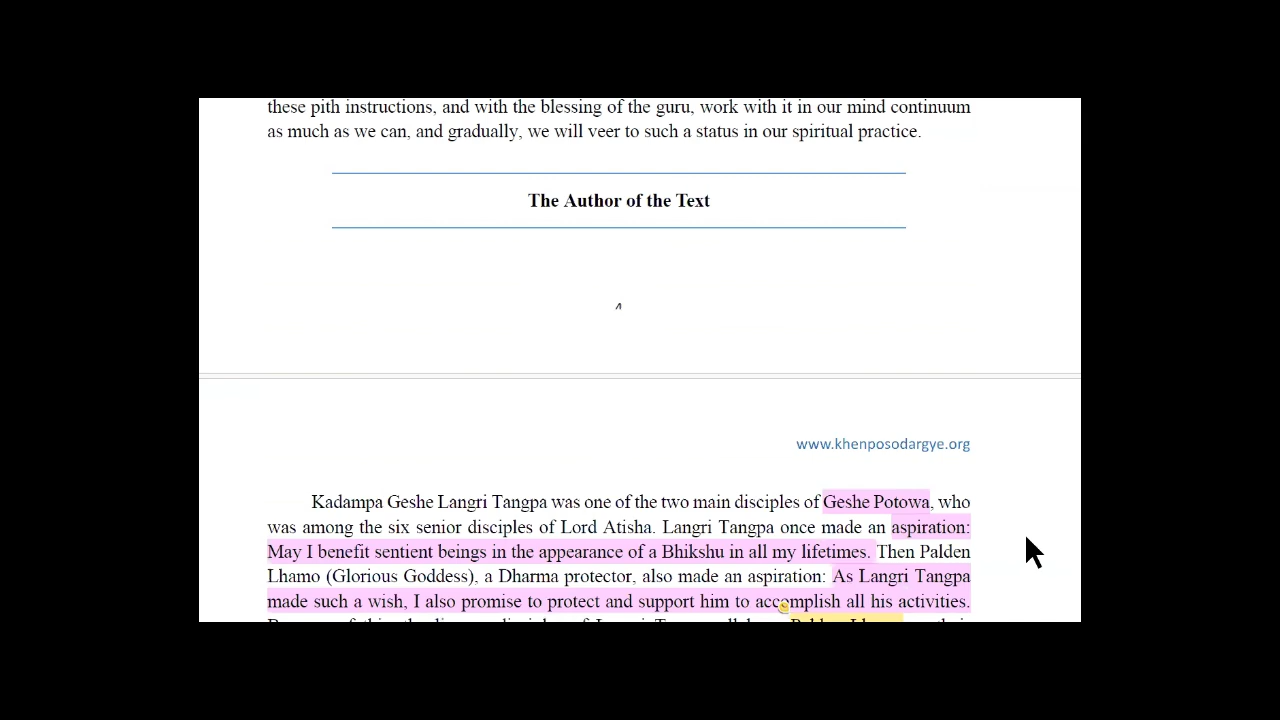 these pith instructions, and with the blessing of the guru, work with it in our mind continuum
as much as we can, and gradually, we will veer to such a status in our spiritual practice.
The Author of the Text
www.khenposodargye.org
Kadampa Geshe Langri Tangpa was one of the two main disciples of Geshe Potowa, who
was among the six senior disciples of Lord Atisha. Langri Tangpa once made an aspiration:
May I benefit sentient beings in the appearance of a Bhikshu in all my lifetimes. Then Palden
Lhamo (Glorious Goddess), a Dharma protector, also made an aspiration: As Langri Tangpa
made such a wish, I also promise to protect and support him to accomplish all his activities.